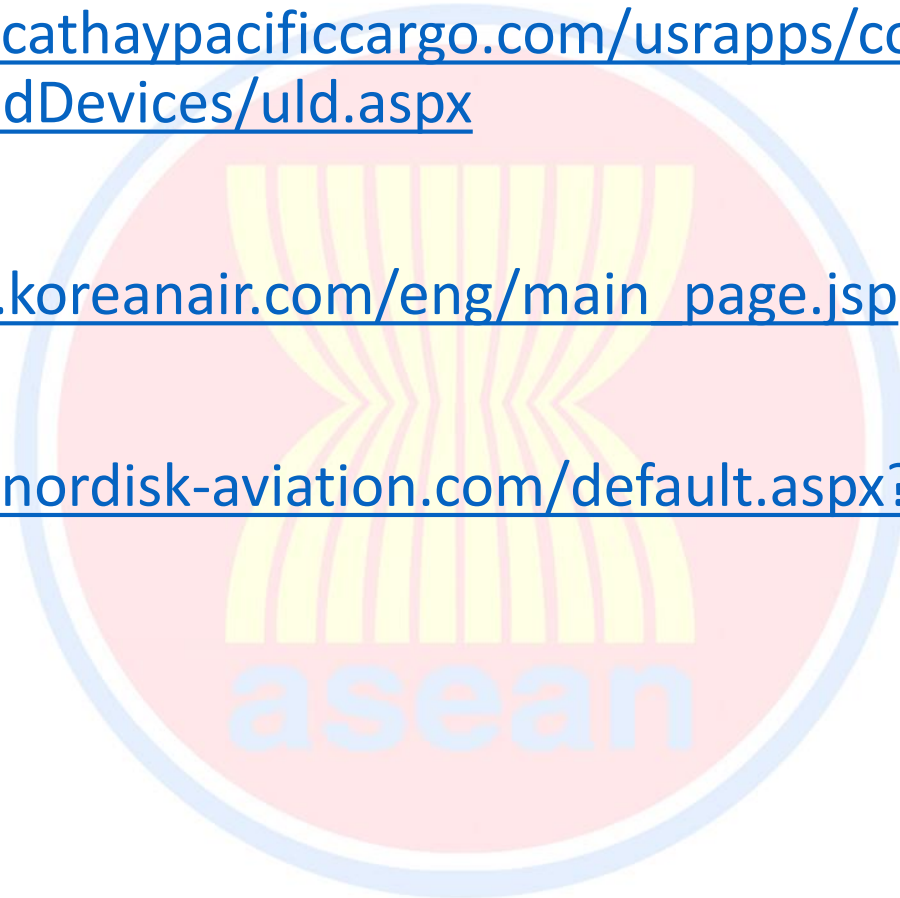 cathaypacificcargo.com/usrapps/co
dDevices/uld.aspx
.koreanair.com/eng/main_page.jsp
nordisk-aviation.com/default.aspx?
asean